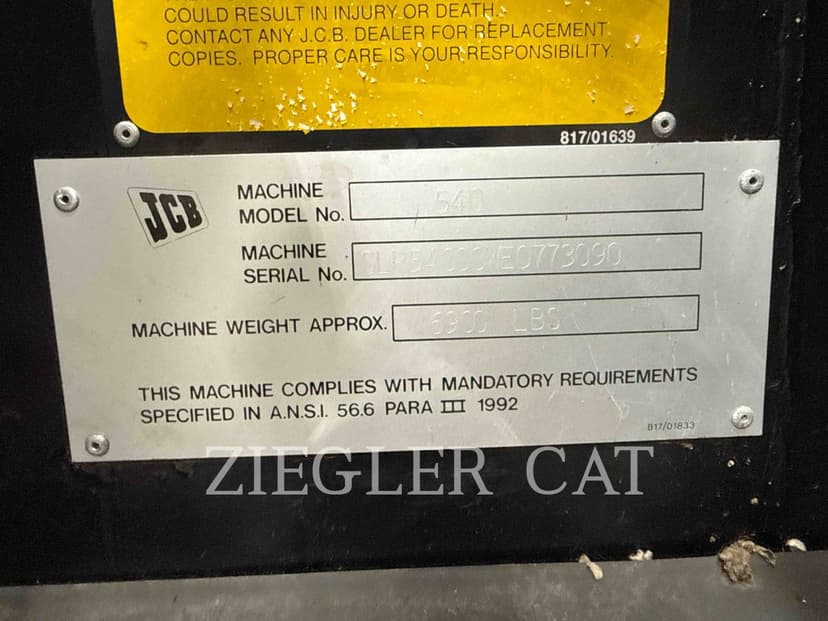 COULD RESULT IN INJURY OR DEATH.
CONTACT ANY J.C.B. DEALER FOR REPLACEMENT
COPIES. PROPER CARE IS YOUR RESPONSIBILITY.
817/01639
JCB
MACHINE
MODEL No. 540
MACHINE
SERIAL No.
MACHINE WEIGHT APPROX. 6900 LBS
THIS MACHINE COMPLIES WITH MANDATORY REQUIREMENTS
SPECIFIED IN A.N.S.I. 56.6 PARA III 1992
817/01833
ZIEGLER CAT